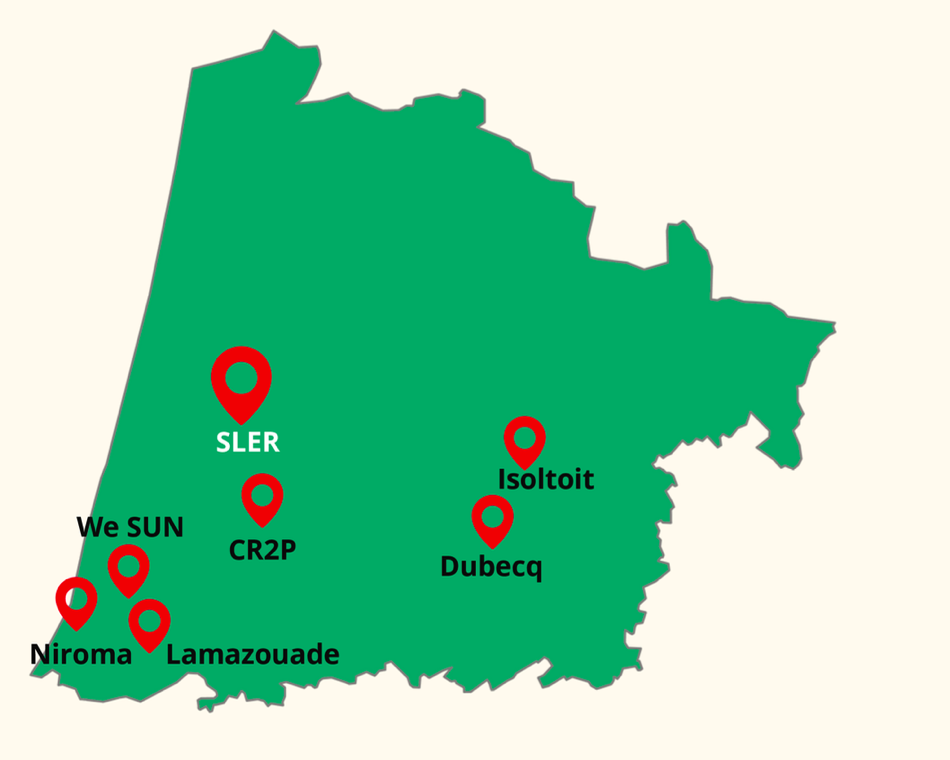 SLER
Isoltoit
We SUN
CR2P
Dubecq
Niroma
Lamazouade